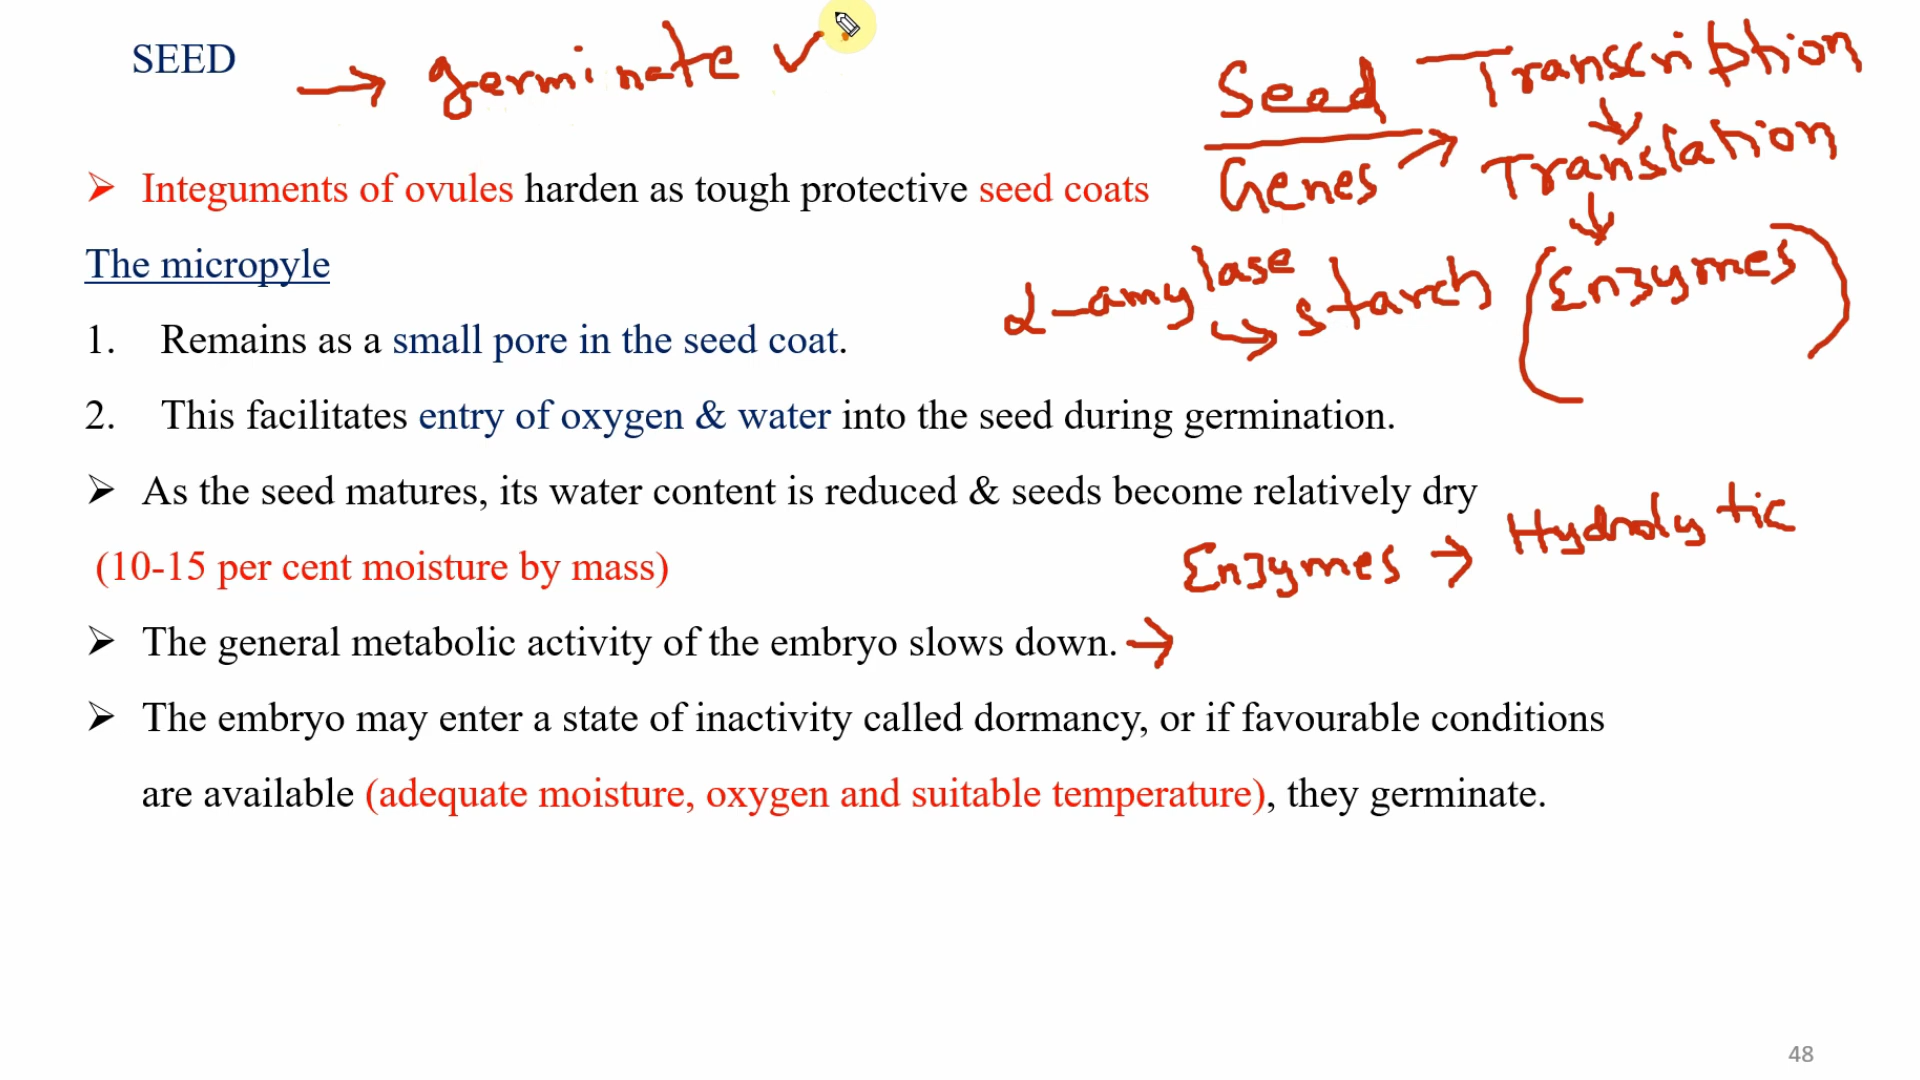 SEED → germinate ✓
Seed Transcription
↓
Genes → Translation
↓
➢ Integuments of ovules harden as tough protective seed coats
α-amylase → starch (Enzymes)
The micropyle
1. Remains as a small pore in the seed coat.
2. This facilitates entry of oxygen & water into the seed during germination.
➢ As the seed matures, its water content is reduced & seeds become relatively dry
(10-15 per cent moisture by mass)
Enzymes → Hydrolytic
➢ The general metabolic activity of the embryo slows down. →
➢ The embryo may enter a state of inactivity called dormancy, or if favourable conditions
are available (adequate moisture, oxygen and suitable temperature), they germinate.
48